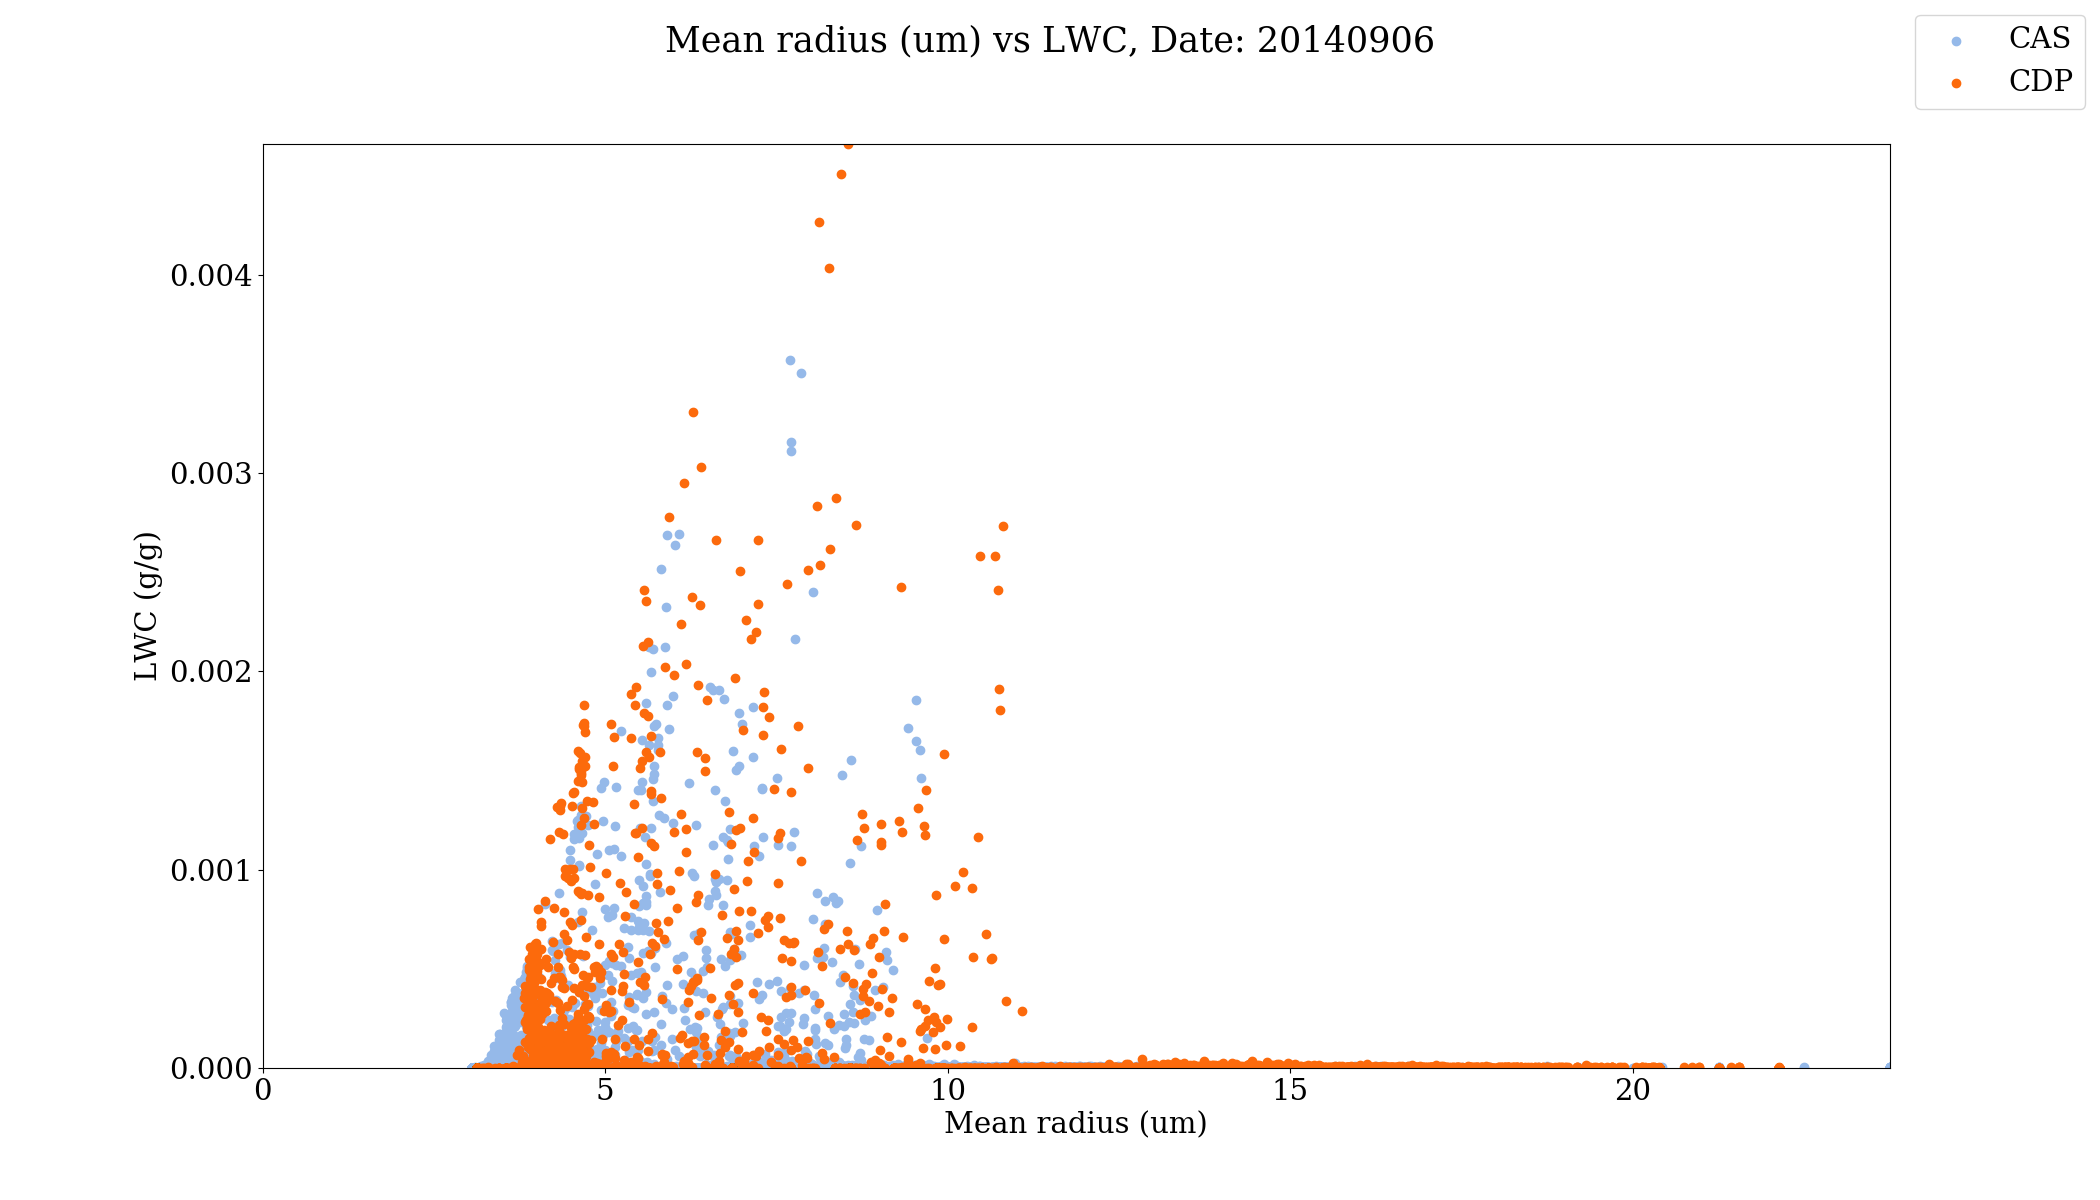 Mean radius (um) vs LWC, Date: 20140906
CAS
CDP
LWC (g/g)
0.004
0.003
0.002
0.001
0.000
0 5 10 15 20
Mean radius (um)